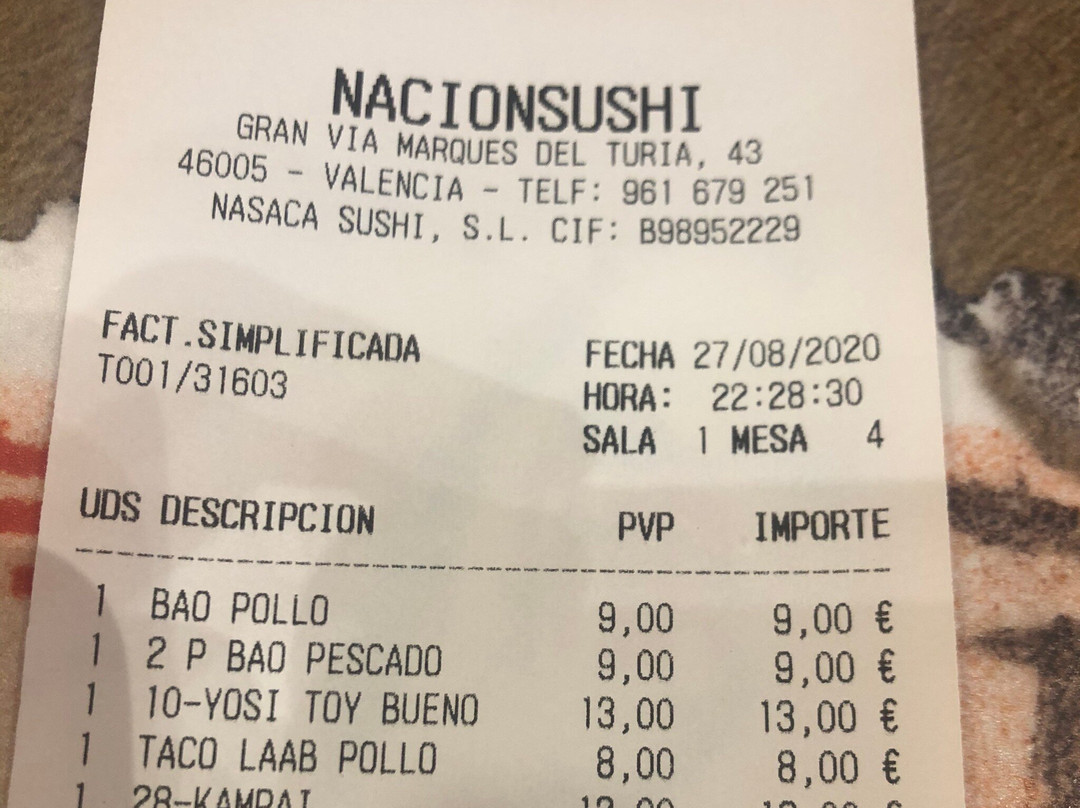 NACIONSUSHI
GRAN VIA MARQUES DEL TURIA, 43
46005 - VALENCIA - TELF: 961 679 251
NASACA SUSHI, S.L. CIF: B98952229
FACT.SIMPLIFICADA FECHA 27/08/2020
T001/31603 HORA: 22:28:30
SALA 1 MESA 4
UDS DESCRIPCION PVP IMPORTE
1 BAO POLLO 9,00 9,00 €
1 2 P BAO PESCADO 9,00 9,00 €
1 10-YOSI TOY BUENO 13,00 13,00 €
1 TACO LAAB POLLO 8,00 8,00 €
1 28-KAMPAI